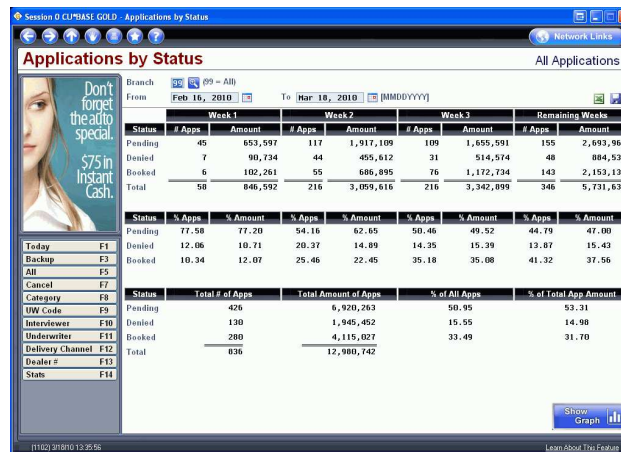 Session 0 CU*BASE GOLD - Applications by Status
Network Links
Applications by Status All Applications
Don't
forget
the auto
special.
$75 in
Instant
Cash.
Branch 99 (99 = All)
From Feb 16, 2010 To Mar 18, 2010 [MMDDYYYY]
Week 1 Week 2 Week 3 Remaining Weeks
Status # Apps Amount # Apps Amount # Apps Amount # Apps Amount
Pending 45 653,597 117 1,917,109 109 1,655,591 155 2,693,96
Denied 7 90,734 44 455,612 31 514,574 48 884,53
Booked 6 102,261 55 686,895 76 1,172,734 143 2,153,13
Total 58 846,592 216 3,059,616 216 3,342,899 346 5,731,63
Status % Apps % Amount % Apps % Amount % Apps % Amount % Apps % Amount
Pending 77.58 77.20 54.16 62.65 50.46 49.52 44.79 47.00
Denied 12.06 10.71 20.37 14.89 14.35 15.39 13.87 15.43
Booked 10.34 12.07 25.46 22.45 35.18 35.08 41.32 37.56
Status Total # of Apps Total Amount of Apps % of All Apps % of Total App Amount
Pending 426 6,920,263 50.95 53.31
Denied 130 1,945,452 15.55 14.98
Booked 280 4,115,027 33.49 31.70
Total 836 12,980,742
Today F1
Backup F3
All F5
Cancel F7
Category F8
UW Code F9
Interviewer F10
Underwriter F11
Delivery Channel F12
Dealer # F13
Stats F14
Show
Graph
(1102) 3/18/10 13:35:56 Learn About This Feature